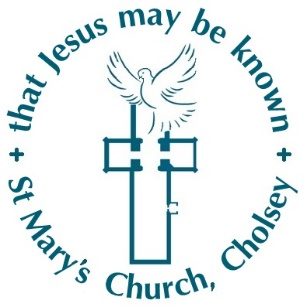 that Jesus may be known
St Mary's Church, Cholsey